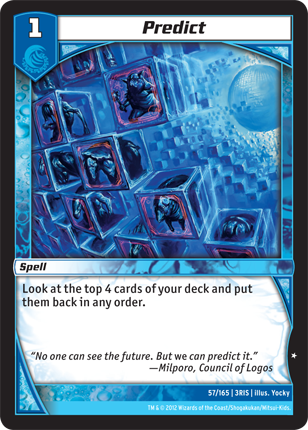 1
Predict
Spell
Look at the top 4 cards of your deck and put
them back in any order.
“No one can see the future. But we can predict it.”
—Milporo, Council of Logos
57/165 | 3RIS | illus. Yocky
TM & © 2012 Wizards of the Coast/Shogakukan/Mitsui-Kids.